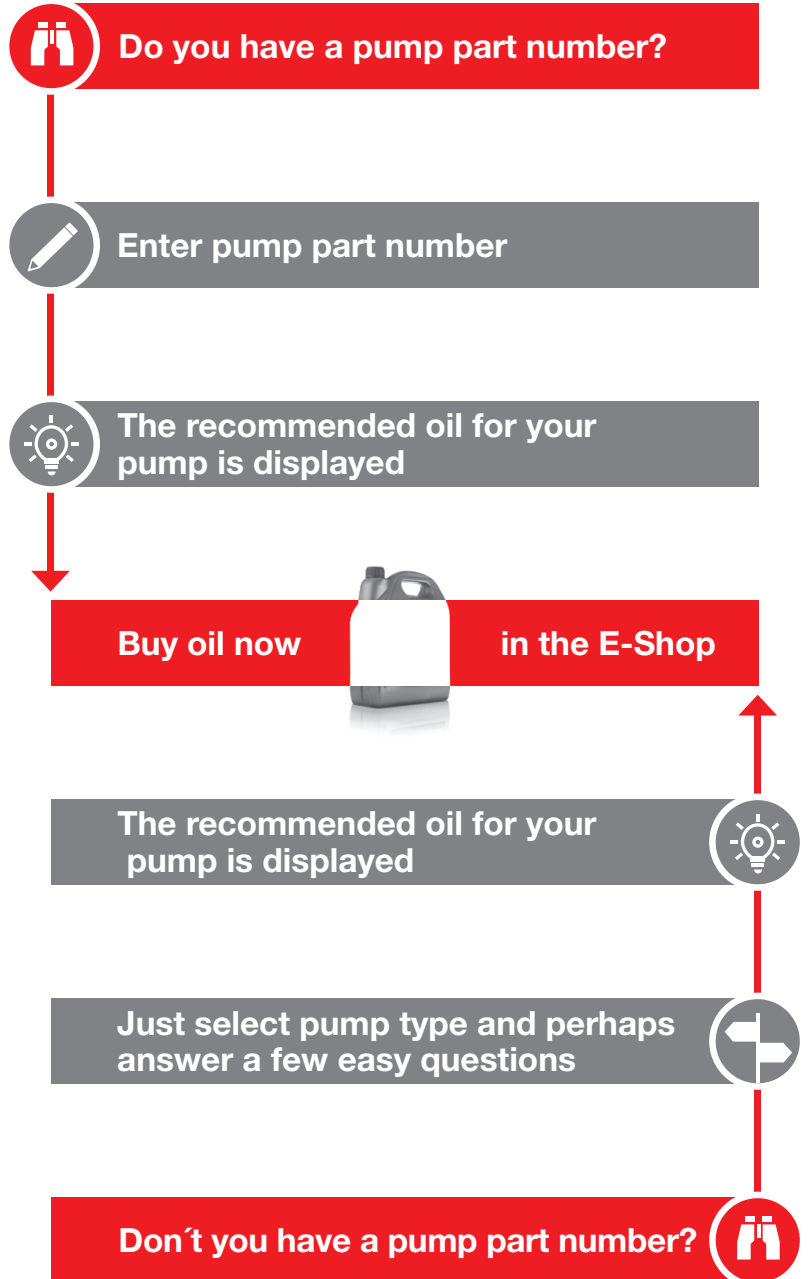 Do you have a pump part number?
Enter pump part number
The recommended oil for your
pump is displayed
Buy oil now in the E-Shop
The recommended oil for your
pump is displayed
Just select pump type and perhaps
answer a few easy questions
Don´t you have a pump part number?